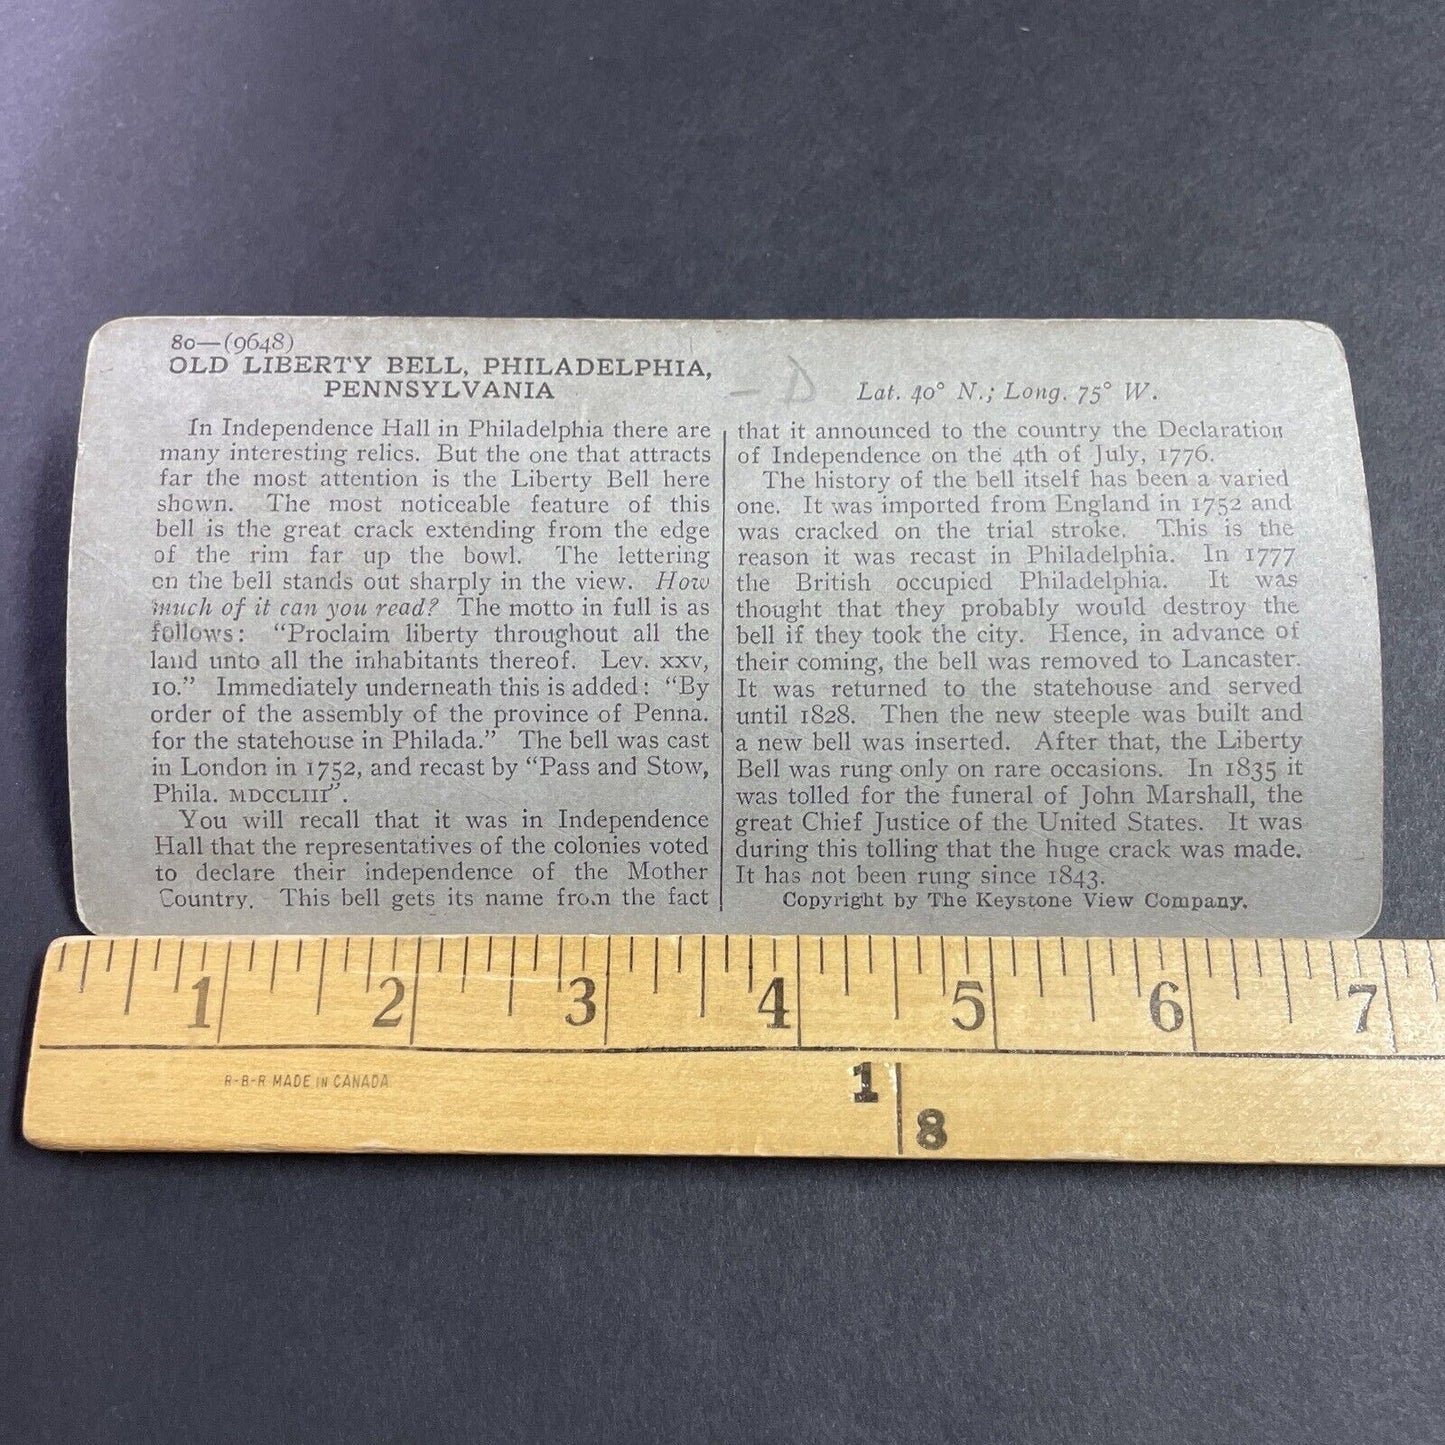 80—(9648)
OLD LIBERTY BELL, PHILADELPHIA,
PENNSYLVANIA
In Independence Hall in Philadelphia there are
many interesting relics. But the one that attracts
far the most attention is the Liberty Bell here
shown. The most noticeable feature of this
bell is the great crack extending from the edge
of the rim far up the bowl. The lettering
on the bell stands out sharply in the view. How
much of it can you read? The motto in full is as
follows: "Proclaim liberty throughout all the
land unto all the inhabitants thereof. Lev. XXV,
10." Immediately underneath this is added: "By
order of the assembly of the province of Penna.
for the statehouse in Philada." The bell was cast
in London in 1752, and recast by "Pass and Stow,
Phila. MDCCLIII".
You will recall that it was in Independence
Hall that the representatives of the colonies voted
to declare their independence of the Mother
Country. This bell gets its name from the fact
- D
Lat. 40° N.; Long. 75° W.
that it announced to the country the Declaration
of Independence on the 4th of July, 1776.
The history of the bell itself has been a varied
one. It was imported from England in 1752 and
was cracked on the trial stroke. This is the
reason it was recast in Philadelphia. In 1777
the British occupied Philadelphia. It was
thought that they probably would destroy the
bell if they took the city. Hence, in advance of
their coming, the bell was removed to Lancaster.
It was returned to the statehouse and served
until 1828. Then the new steeple was built and
a new bell was inserted. After that, the Liberty
Bell was rung only on rare occasions. In 1835 it
was tolled for the funeral of John Marshall, the
great Chief Justice of the United States. It was
during this tolling that the huge crack was made.
It has not been rung since 1843.
Copyright by The Keystone View Company.
1 2 3 4 5 6 7
R-B-R MADE IN CANADA
1
8